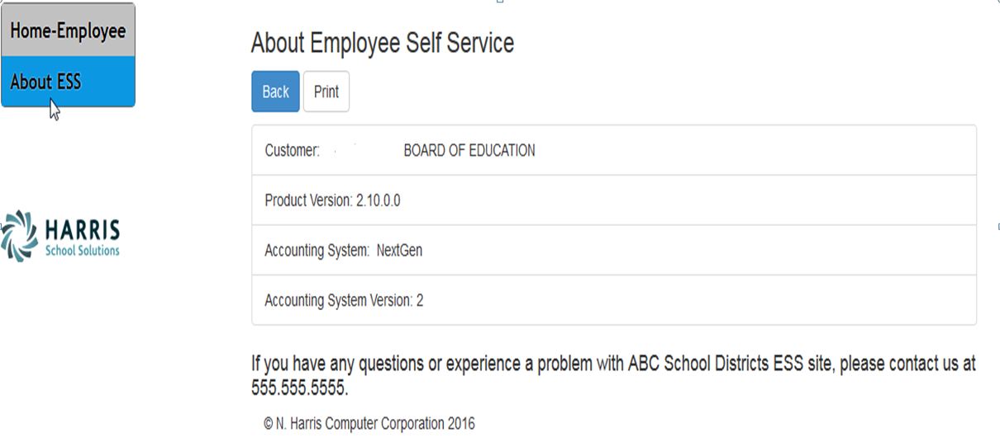 Home-Employee
About ESS
HARRIS
School Solutions
About Employee Self Service
Back Print
Customer: BOARD OF EDUCATION
Product Version: 2.10.0.0
Accounting System: NextGen
Accounting System Version: 2
If you have any questions or experience a problem with ABC School Districts ESS site, please contact us at
555.555.5555.
© N. Harris Computer Corporation 2016